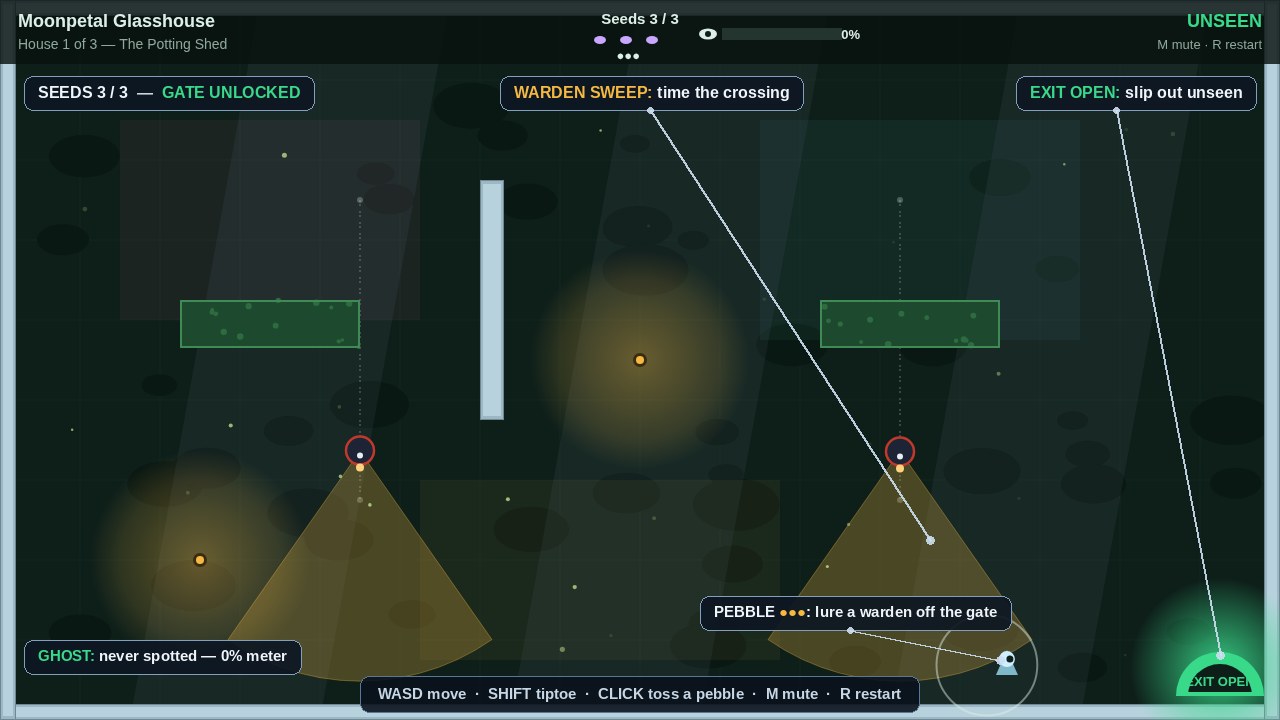 Moonpetal Glasshouse
House 1 of 3 — The Potting Shed
Seeds 3 / 3
0%
UNSEEN
M mute · R restart
SEEDS 3 / 3 — GATE UNLOCKED
WARDEN SWEEP: time the crossing
EXIT OPEN: slip out unseen
PEBBLE ●●●: lure a warden off the gate
GHOST: never spotted — 0% meter
EXIT OPEN
WASD move · SHIFT tiptoe · CLICK toss a pebble · M mute · R restart